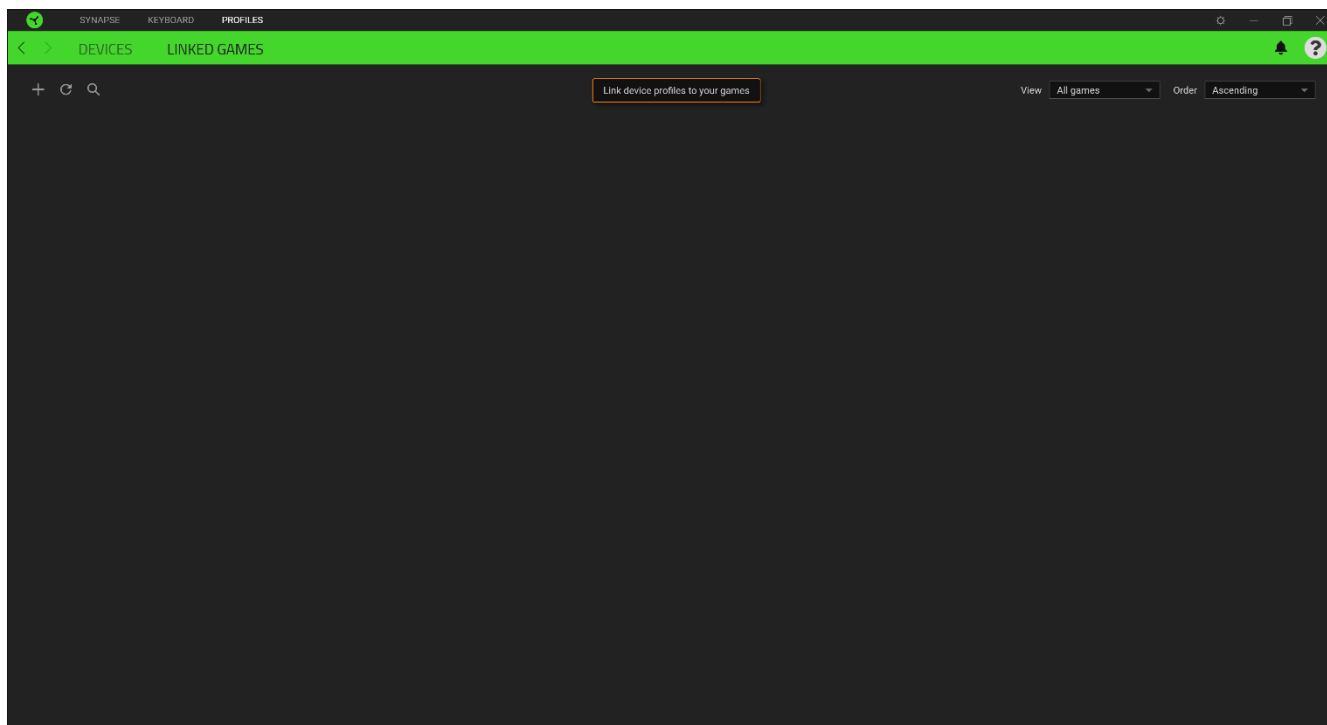 SYNAPSE KEYBOARD PROFILES
DEVICES LINKED GAMES ?
Link device profiles to your games View All games Order Ascending